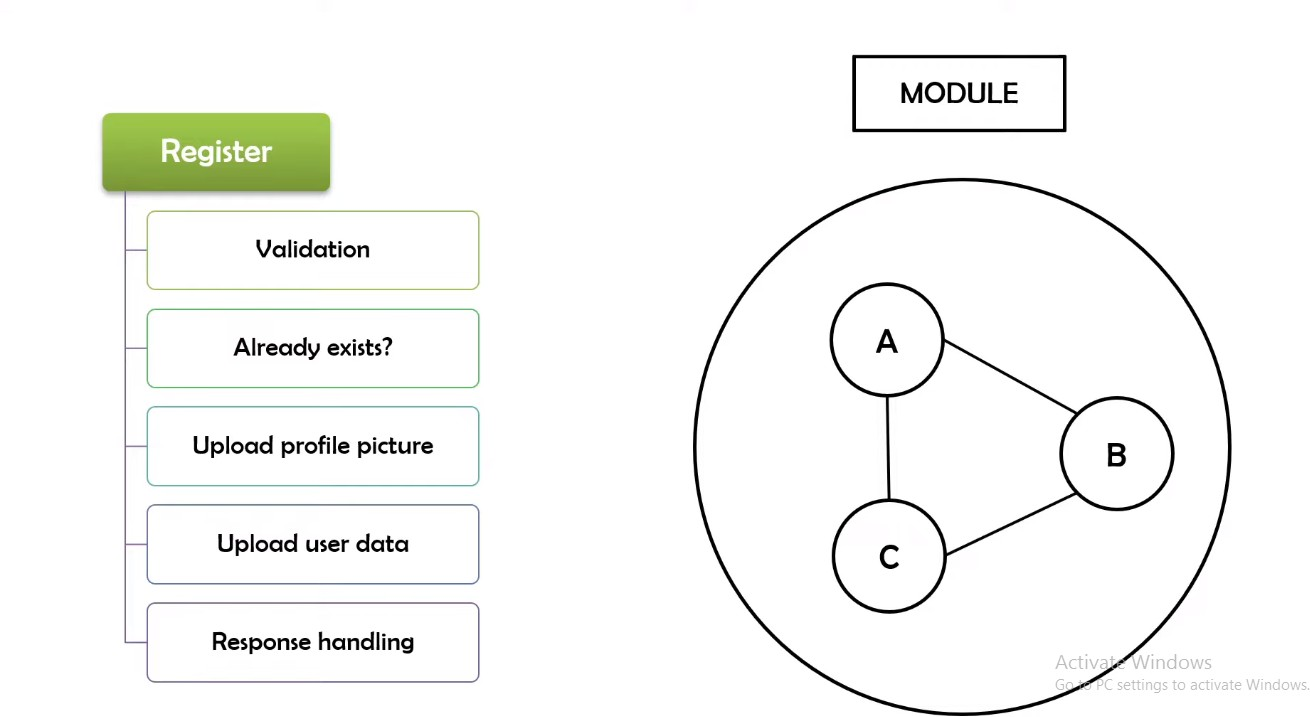 Register
Validation
Already exists?
Upload profile picture
Upload user data
Response handling
MODULE
A
B
C
Activate Windows
Go to PC settings to activate Windows.